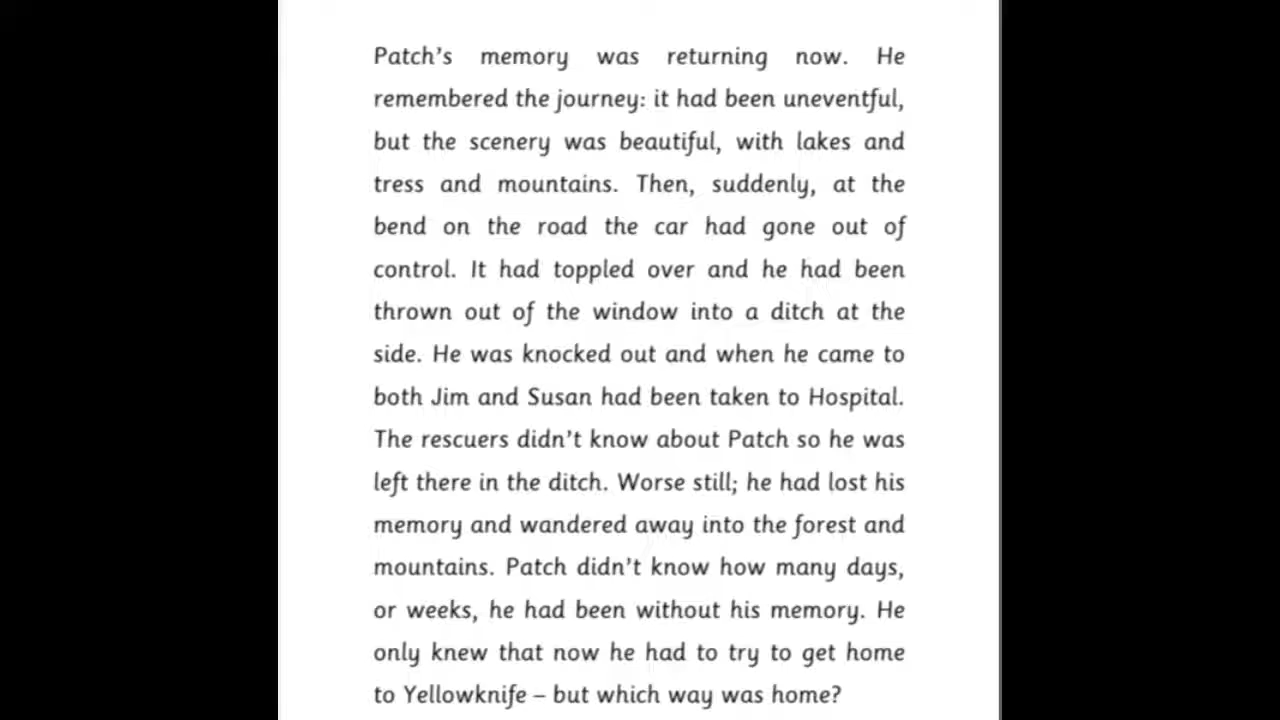 Patch's memory was returning now. He
remembered the journey: it had been uneventful,
but the scenery was beautiful, with lakes and
tress and mountains. Then, suddenly, at the
bend on the road the car had gone out of
control. It had toppled over and he had been
thrown out of the window into a ditch at the
side. He was knocked out and when he came to
both Jim and Susan had been taken to Hospital.
The rescuers didn't know about Patch so he was
left there in the ditch. Worse still; he had lost his
memory and wandered away into the forest and
mountains. Patch didn't know how many days,
or weeks, he had been without his memory. He
only knew that now he had to try to get home
to Yellowknife – but which way was home?